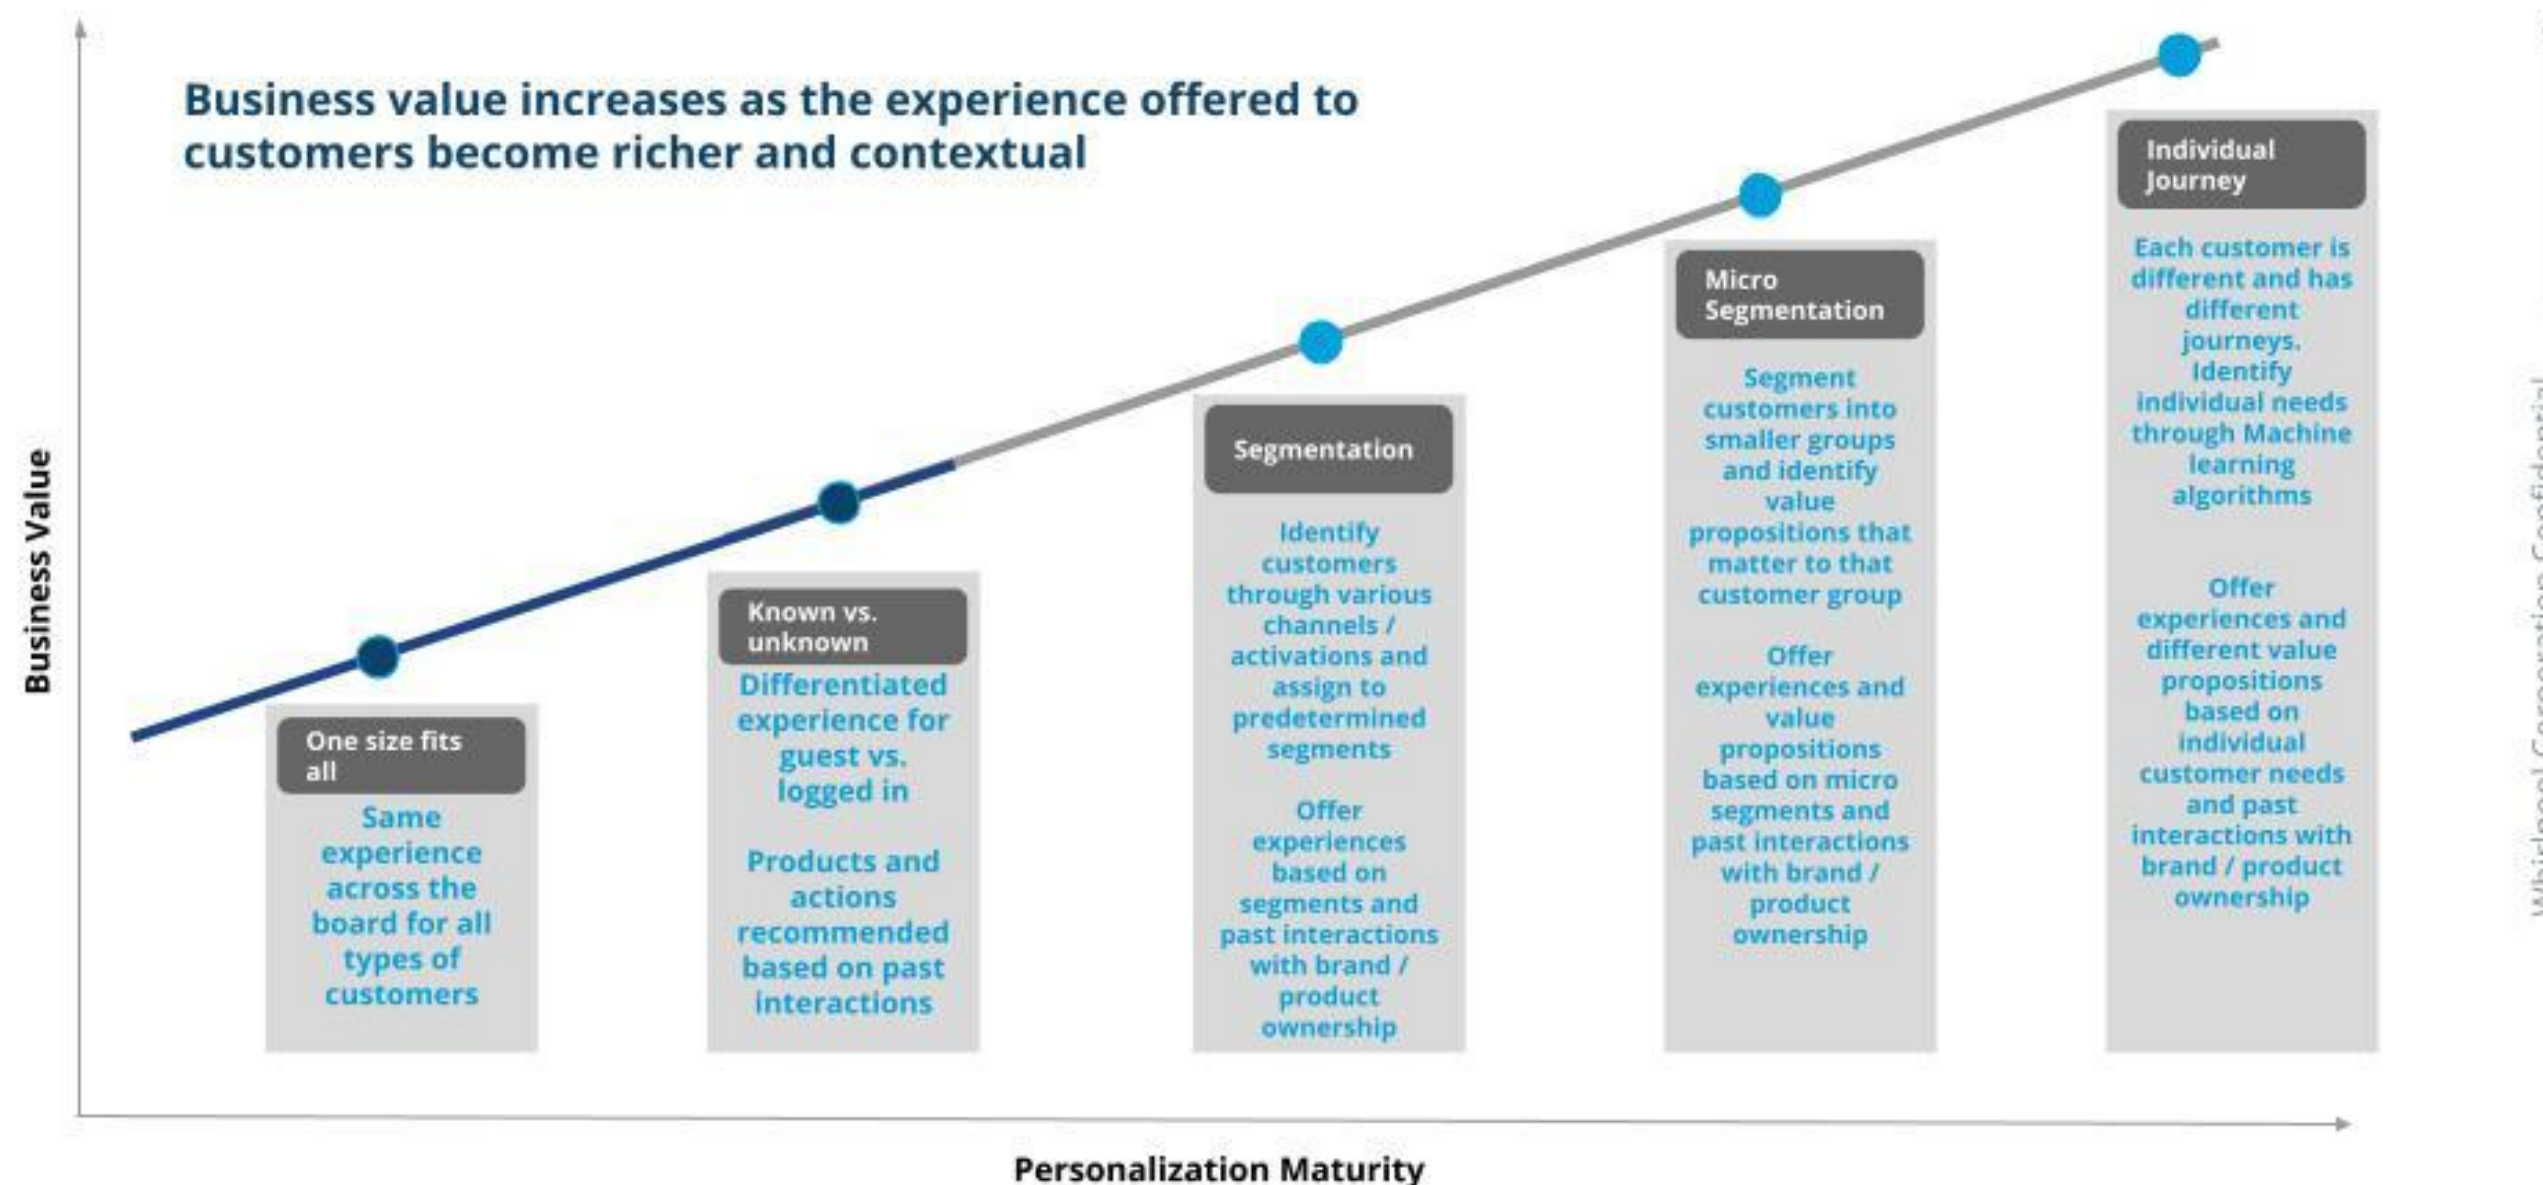 Business value increases as the experience offered to
customers become richer and contextual
Business Value
One size fits
all
Same
experience
across the
board for all
types of
customers
Known vs.
unknown
Differentiated
experience for
guest vs.
logged in
Products and
actions
recommended
based on past
interactions
Segmentation
Identify
customers
through various
channels /
activations and
assign to
predetermined
segments
Offer
experiences
based on
segments and
past interactions
with brand /
product
ownership
Micro
Segmentation
Segment
customers into
smaller groups
and identify
value
propositions that
matter to that
customer group
Offer
experiences and
value
propositions
based on micro
segments and
past interactions
with brand /
product
ownership
Individual
Journey
Each customer is
different and has
different
journeys.
Identify
individual needs
through Machine
learning
algorithms
Offer
experiences and
different value
propositions
based on
individual
customer needs
and past
interactions with
brand / product
ownership
Personalization Maturity